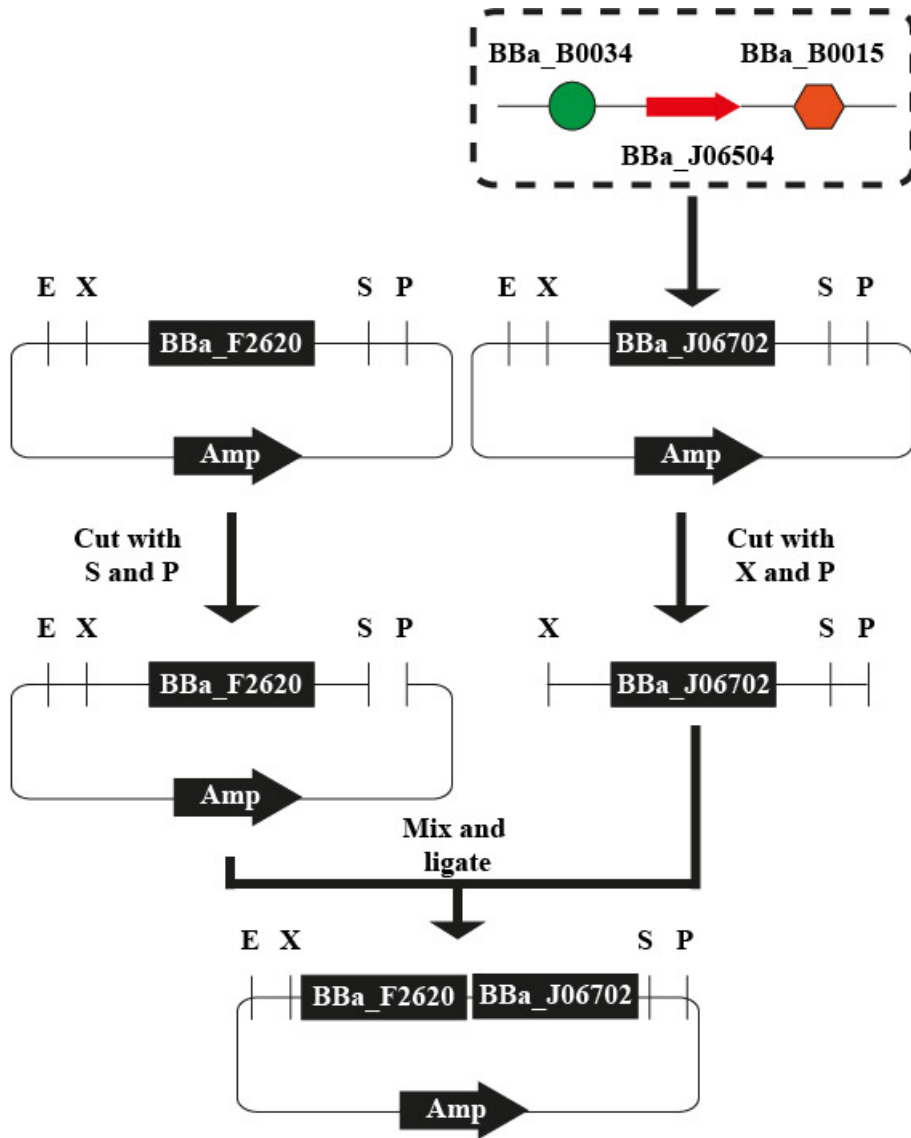 BBa_B0034 BBa_B0015
BBa_J06504
E X S P E X S P
BBa_F2620 BBa_J06702
Amp Amp
Cut with
S and P
Cut with
X and P
E X S P X S P
BBa_F2620 BBa_J06702
Amp
Mix and
ligate
E X S P
BBa_F2620 BBa_J06702
Amp